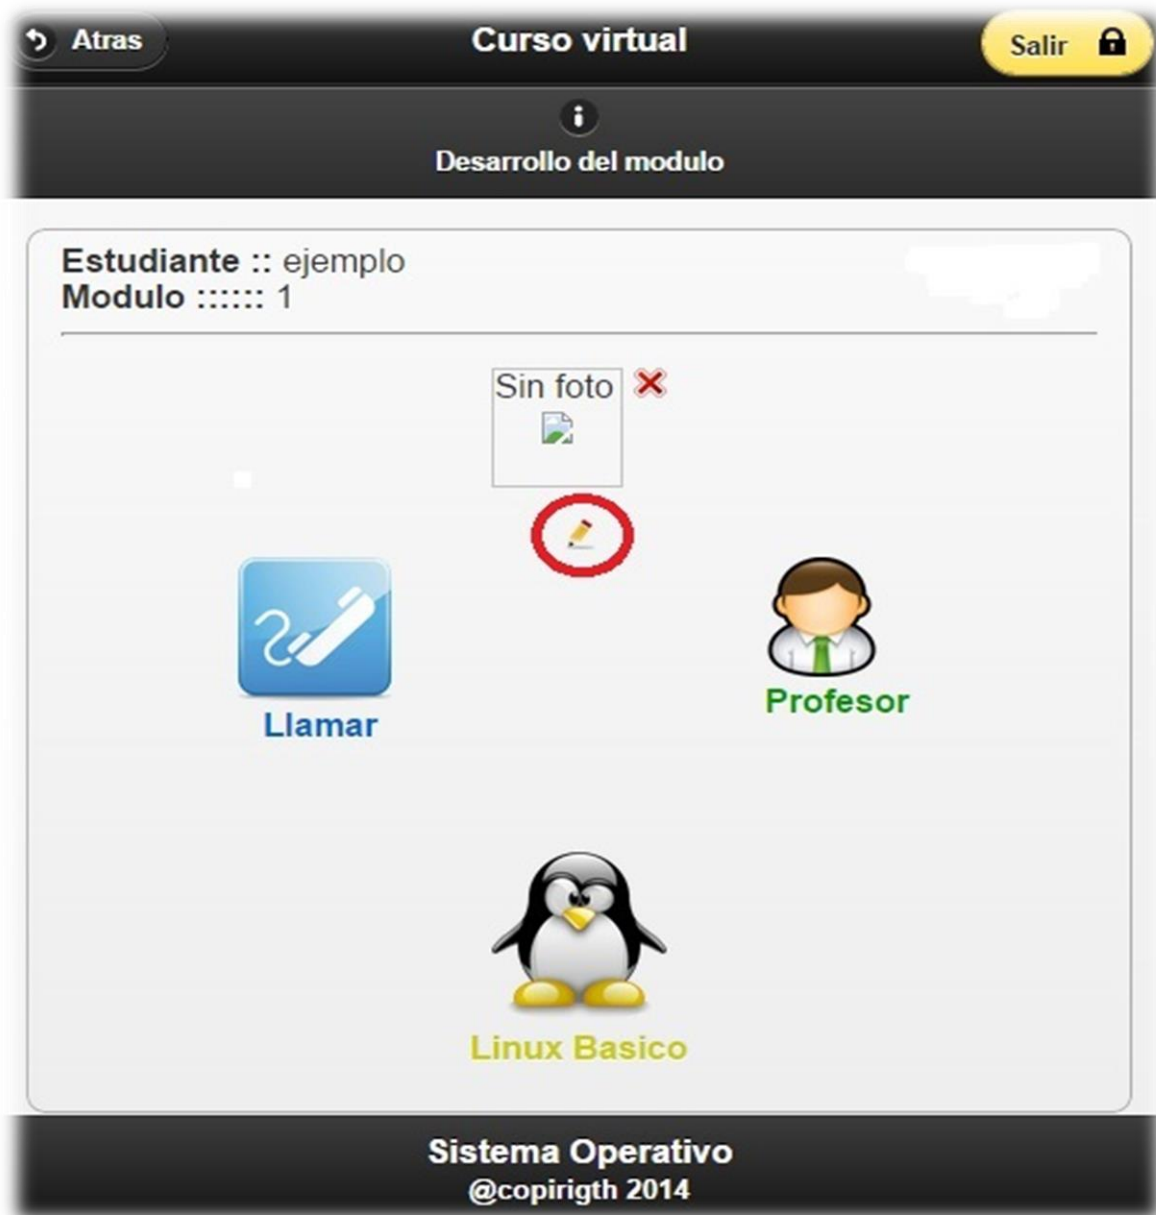 Atras
Curso virtual
Salir
Desarrollo del modulo
Estudiante :: ejemplo
Modulo :::::: 1
Sin foto
Llamar
Profesor
Linux Basico
Sistema Operativo
@copirigth 2014